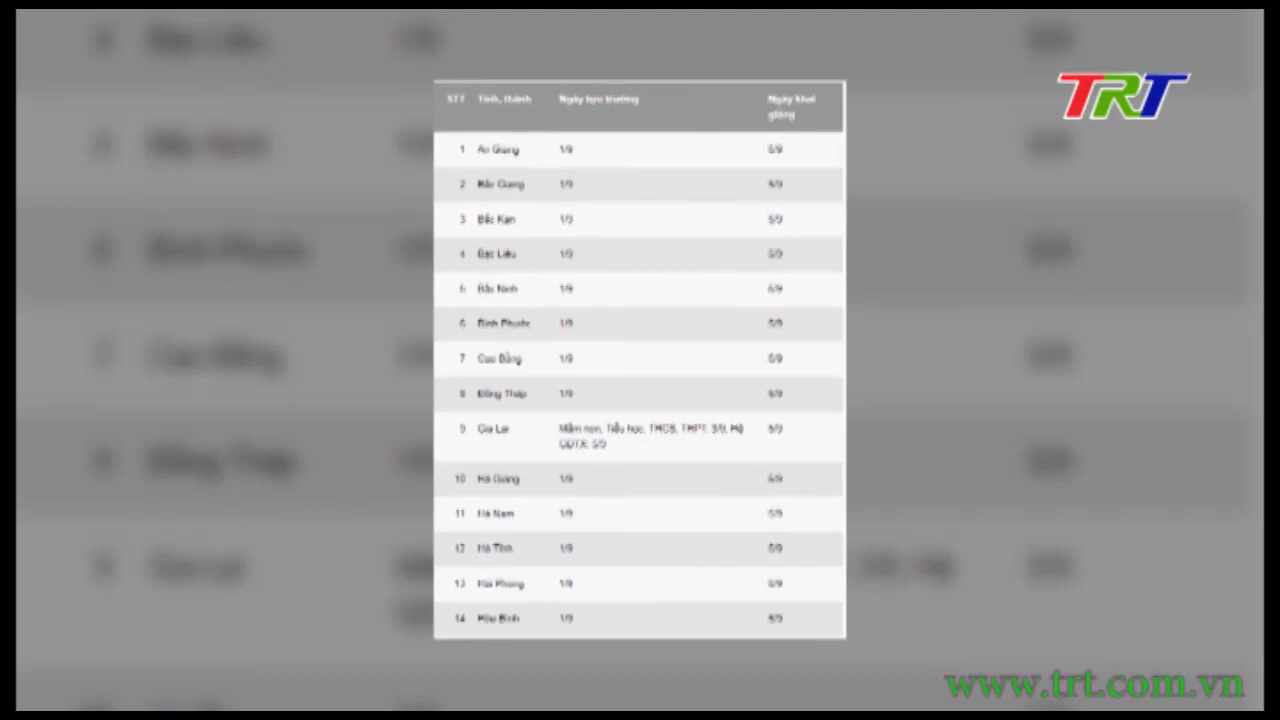 TRT
STT Tỉnh, thành Ngày tựu trường Ngày khai
giảng
1 An Giang 1/9 5/9
2 Bắc Giang 1/9 5/9
3 Bắc Kạn 1/9 5/9
4 Bạc Liêu 1/9 5/9
5 Bắc Ninh 1/9 5/9
6 Bình Phước 1/9 5/9
7 Cao Bằng 1/9 5/9
8 Đồng Tháp 1/9 5/9
9 Gia Lai Mầm non, Tiểu học, THCS, THPT: 3/9, Hệ 5/9
GDTX: 5/9
10 Hà Giang 1/9 5/9
11 Hà Nam 1/9 5/9
12 Hà Tĩnh 1/9 5/9
13 Hải Phòng 1/9 5/9
14 Hòa Bình 1/9 5/9
www.trt.com.vn